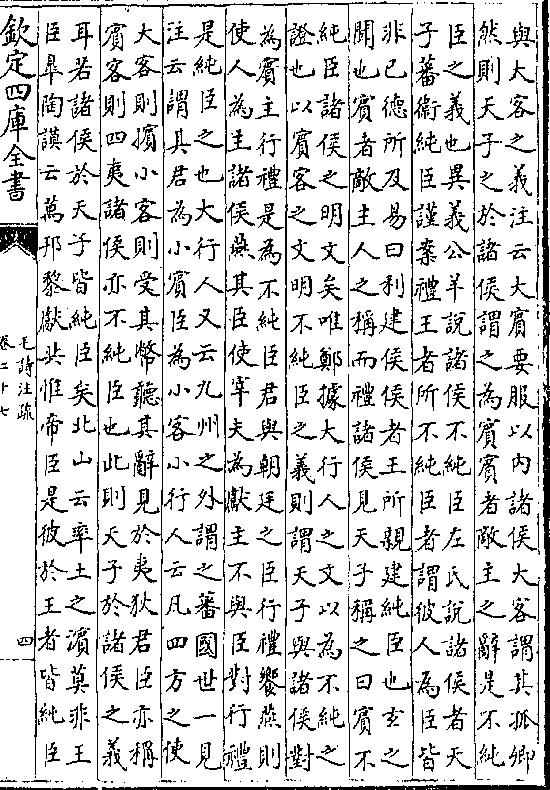 與大客之義注云大賓要服以内諸侯大客謂其孤卿
然則天子之於諸侯謂之為賓賓者敵主之辭是不純
臣之義也異義公羊說諸侯不純臣左氏說諸侯者天
子蕃衛純臣謹案禮王者所不純臣者謂彼人為臣皆
非已德所及易曰利建侯侯者王所親建純臣也玄之
聞也賓者敵主人之稱而禮諸侯見天子稱之曰賓不
純臣諸侯之明文矣唯鄭據大行人之文以為不純之
證也以賓客之文明不純臣之義則謂天子與諸侯對
為賓主行禮是為不純臣君與朝廷之臣行禮饗燕則
使人為主諸侯燕其臣使宰夫為獻主不與臣對行禮
是純臣之也大行人又云九州之外謂之蕃國世一見
注云謂其君為小賓臣為小客小行人云凡四方之使
大客則擯小客則受其幣聽其辭見於夷狄君臣亦稱
賓客則四夷諸侯亦不純臣也此則天子於諸侯之義
耳若諸侯於天子皆純臣矣北山云率土之濱莫非王
臣臯陶謨云萬邦黎獻共惟帝臣是彼於王者皆純臣
欽定四庫全書
毛詩注疏
卷二十七
四